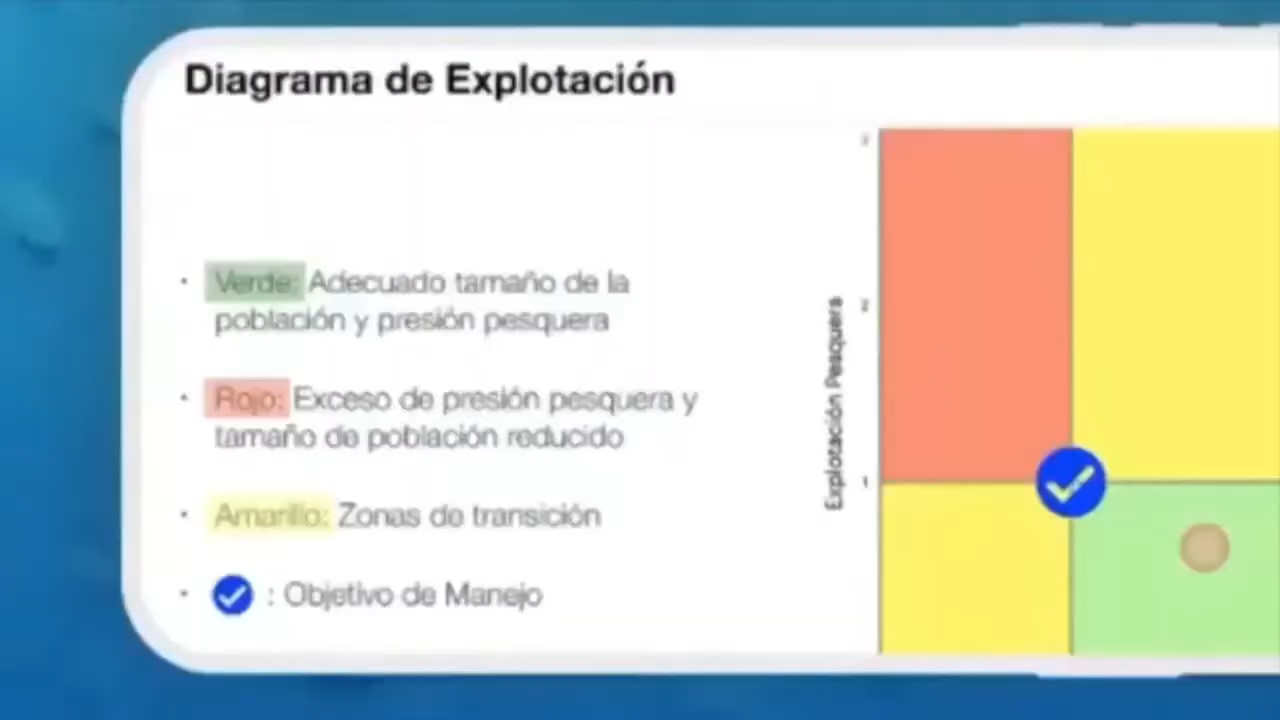 Diagrama de Explotación
· Verde: Adecuado tamaño de la
población y presión pesquera
· Rojo: Exceso de presión pesquera y
tamaño de población reducido
· Amarillo: Zonas de transición
· : Objetivo de Manejo
Explotación Pesquera
3
2
1